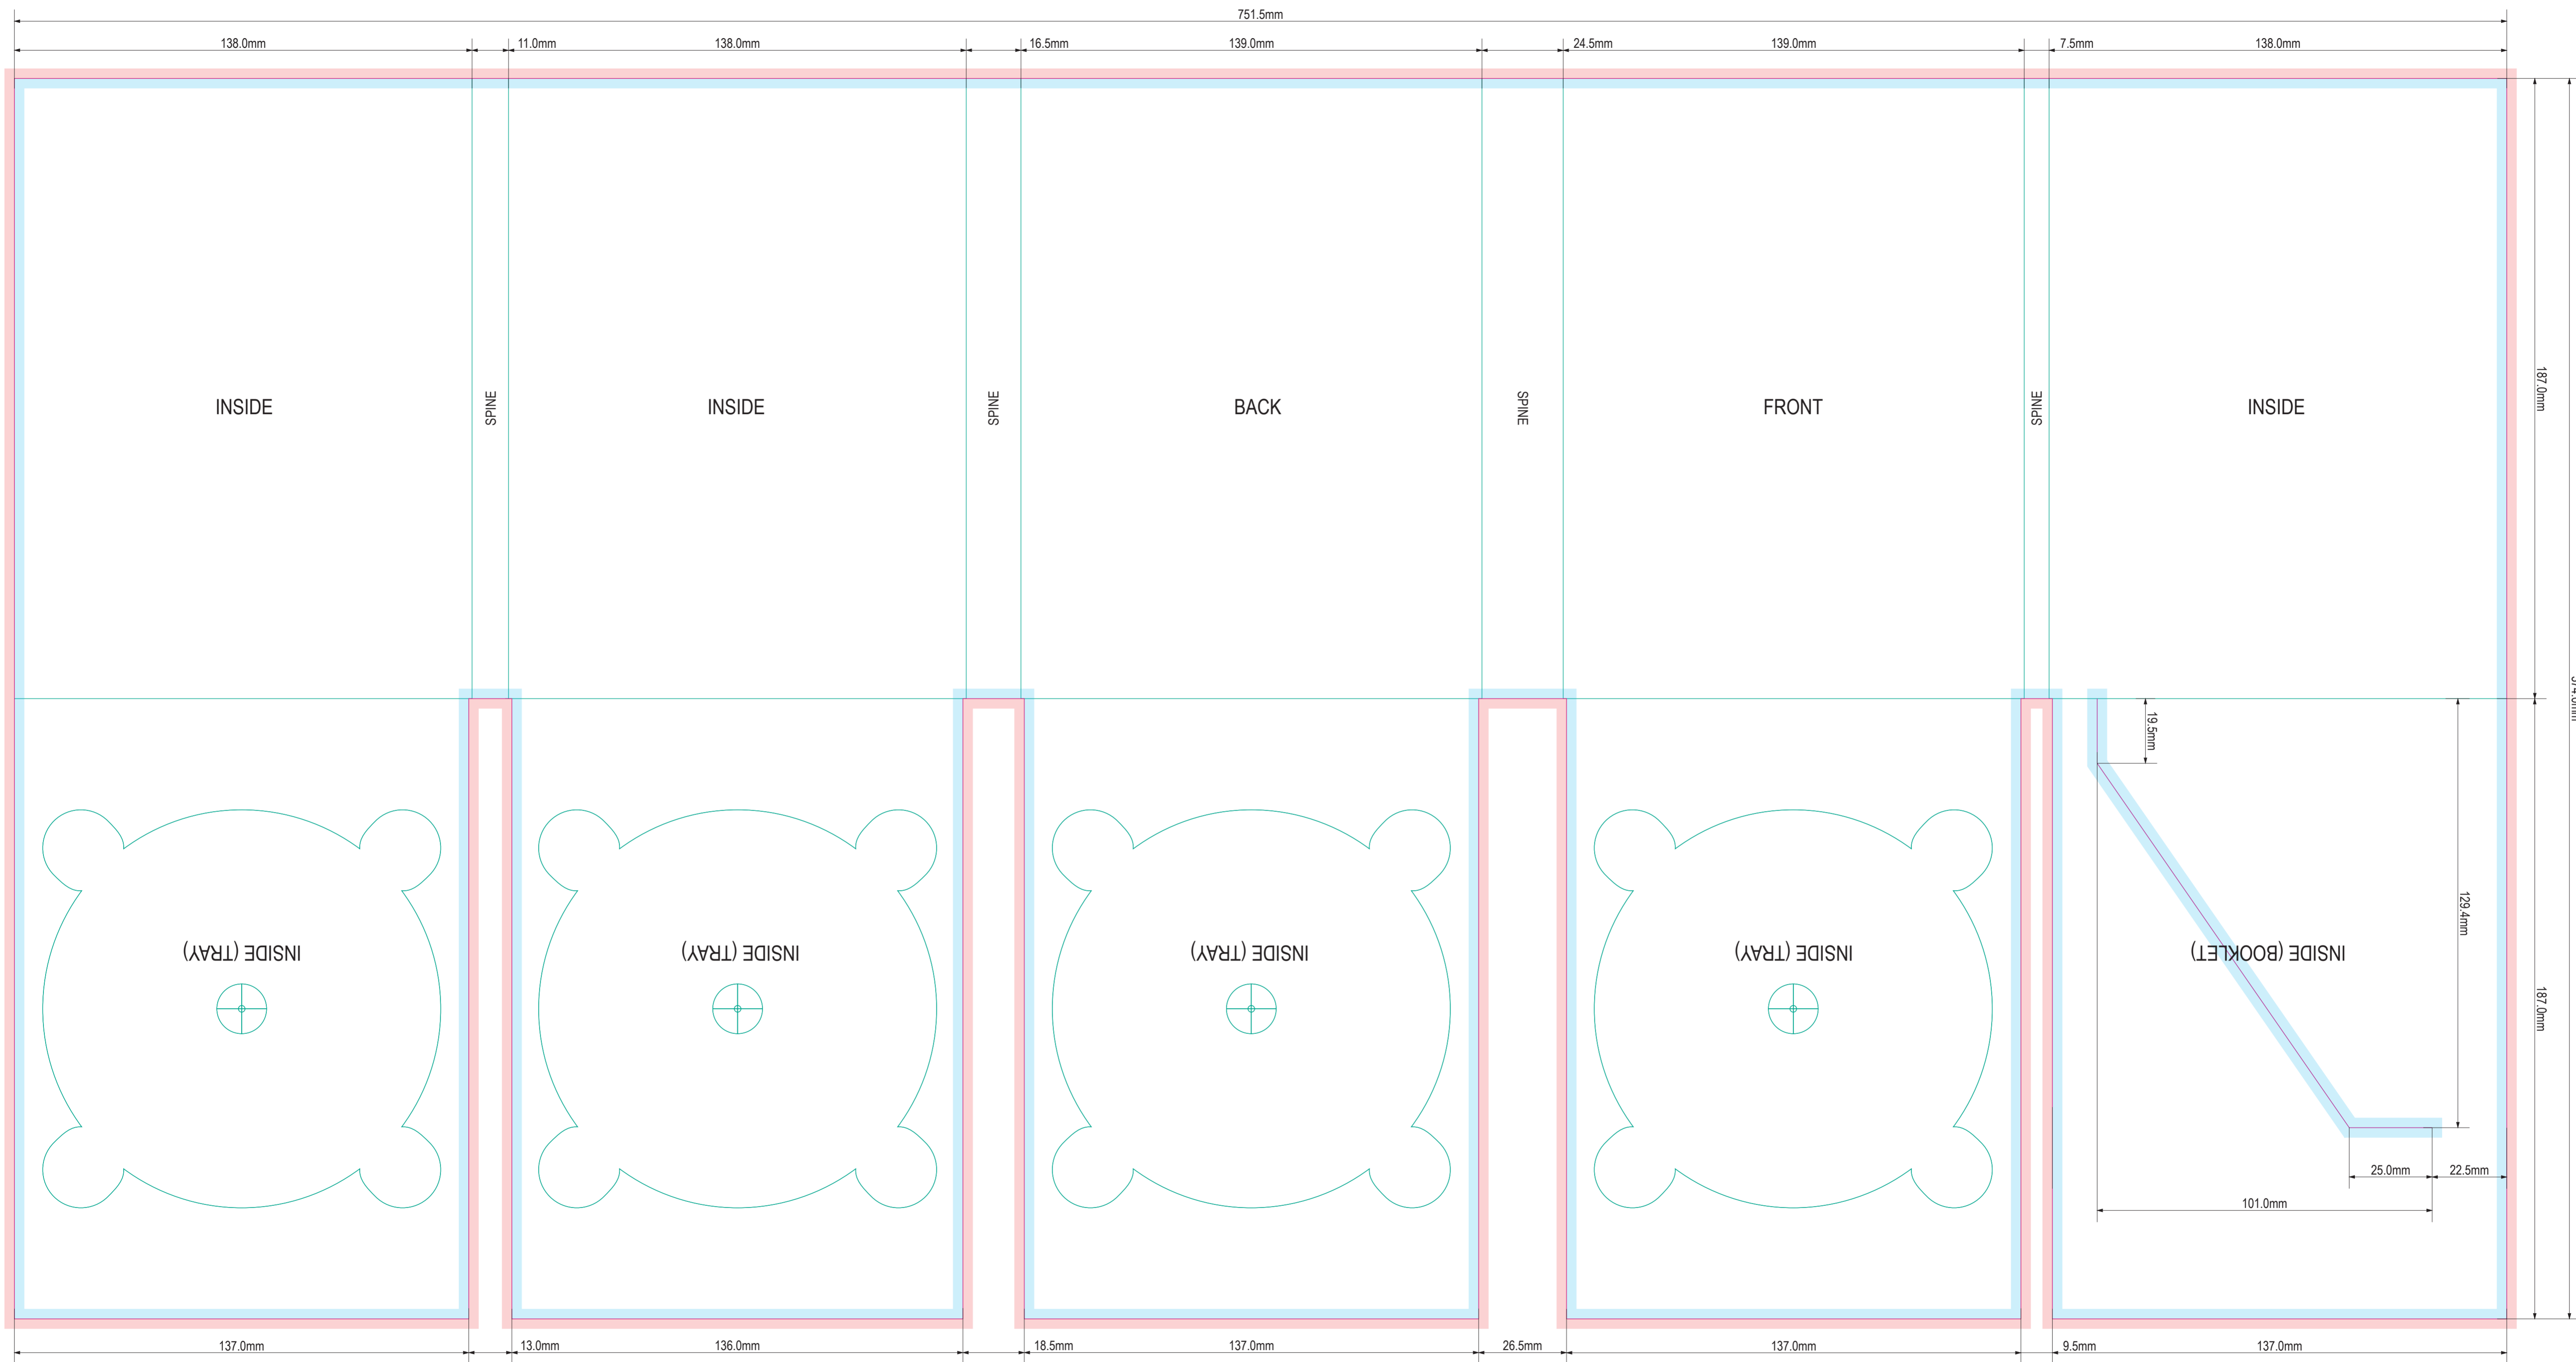 751.5mm
138.0mm
11.0mm
138.0mm
16.5mm
139.0mm
24.5mm
139.0mm
7.5mm
138.0mm
187.0mm
INSIDE
SPINE
INSIDE
SPINE
BACK
SPINE
FRONT
SPINE
INSIDE
19.5mm
129.4mm
INSIDE (TRAY)
INSIDE (TRAY)
INSIDE (TRAY)
INSIDE (TRAY)
INSIDE (BOOKLET)
187.0mm
25.0mm
22.5mm
101.0mm
137.0mm
13.0mm
136.0mm
18.5mm
137.0mm
26.5mm
137.0mm
9.5mm
137.0mm